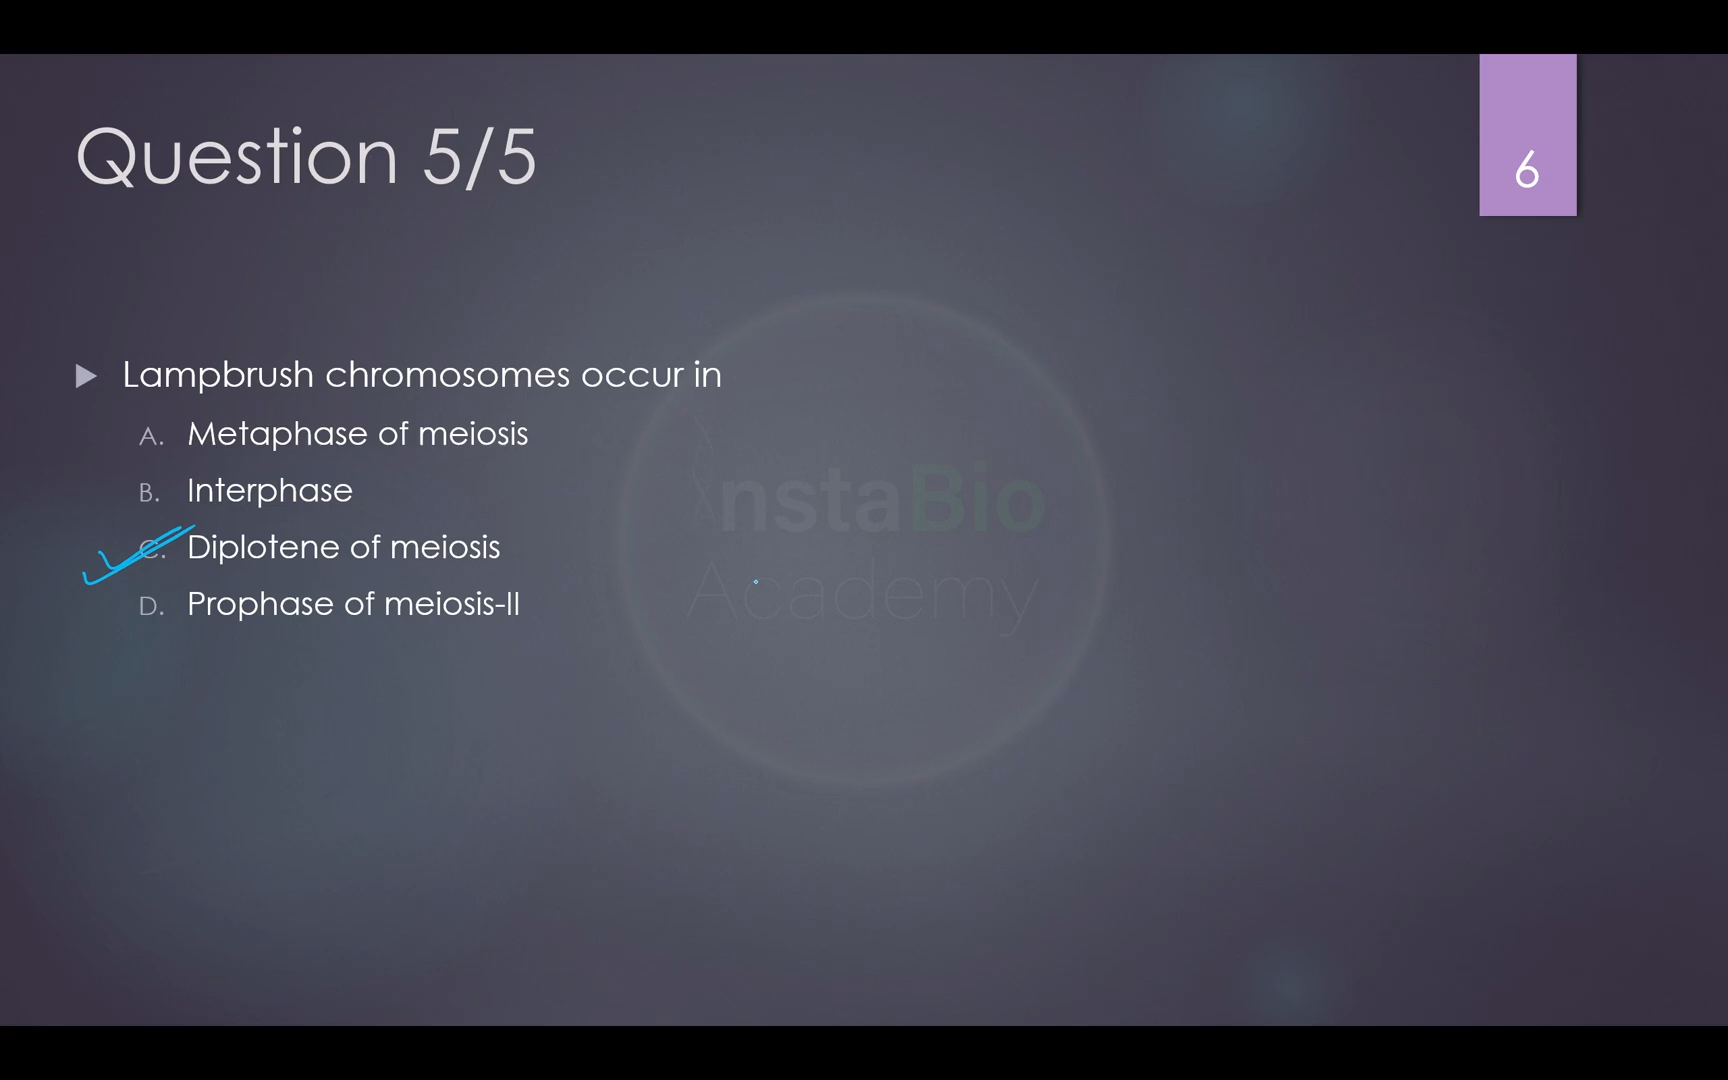 Question 5/5
6
▶ Lampbrush chromosomes occur in
A. Metaphase of meiosis
B. Interphase
C. Diplotene of meiosis
D. Prophase of meiosis-II
nstaBio
Academy